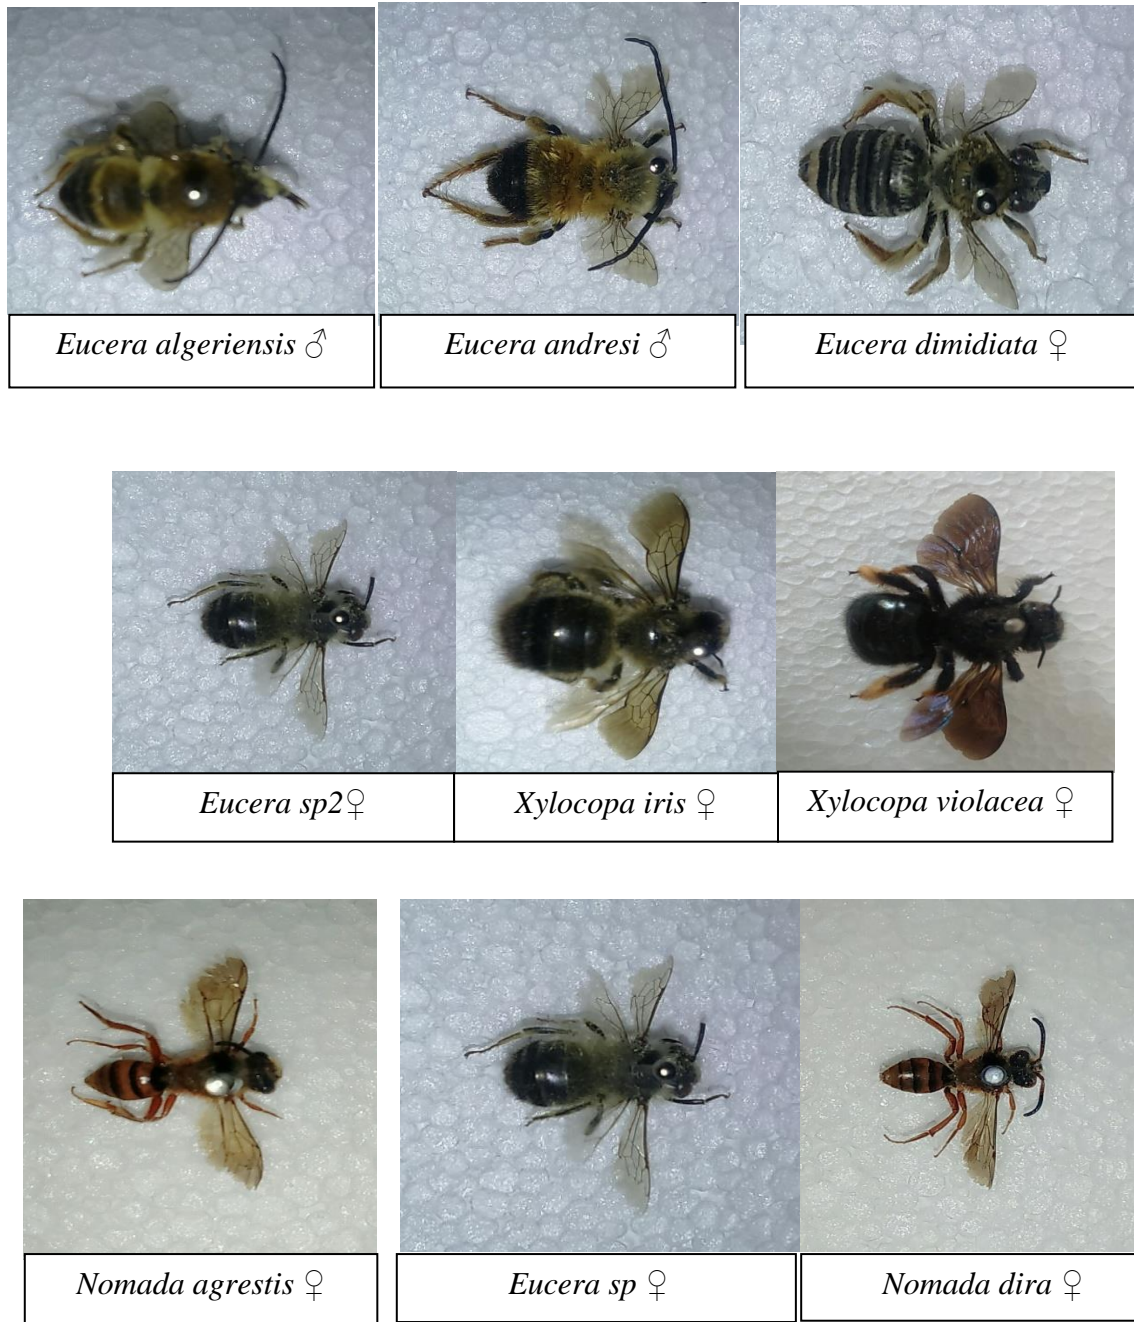 Eucera algeriensis ♂
Eucera andresi ♂
Eucera dimidiata ♀
Eucera sp2♀
Xylocopa iris ♀
Xylocopa violacea ♀
Nomada agrestis ♀
Eucera sp ♀
Nomada dira ♀